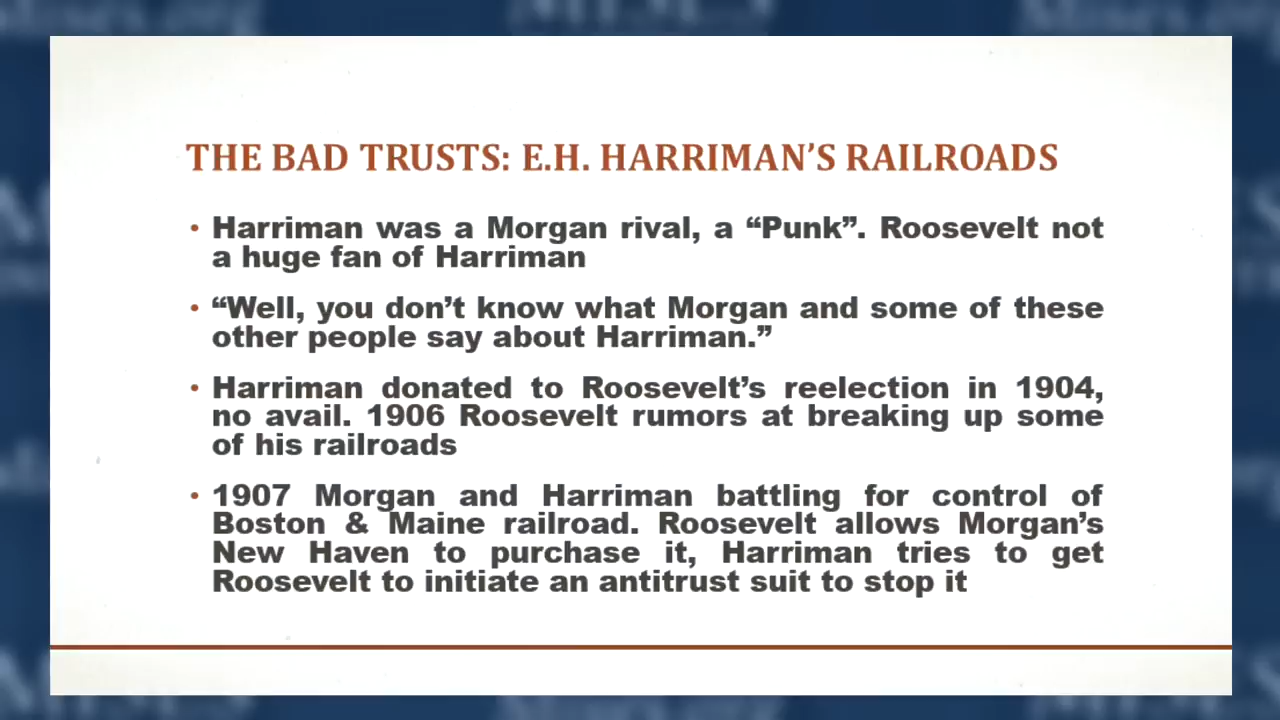 Mises.org
THE BAD TRUSTS: E.H. HARRIMAN'S RAILROADS
• Harriman was a Morgan rival, a “Punk”. Roosevelt not
a huge fan of Harriman
• “Well, you don’t know what Morgan and some of these
other people say about Harriman.”
• Harriman donated to Roosevelt’s reelection in 1904,
no avail. 1906 Roosevelt rumors at breaking up some
of his railroads
• 1907 Morgan and Harriman battling for control of
Boston & Maine railroad. Roosevelt allows Morgan’s
New Haven to purchase it, Harriman tries to get
Roosevelt to initiate an antitrust suit to stop it